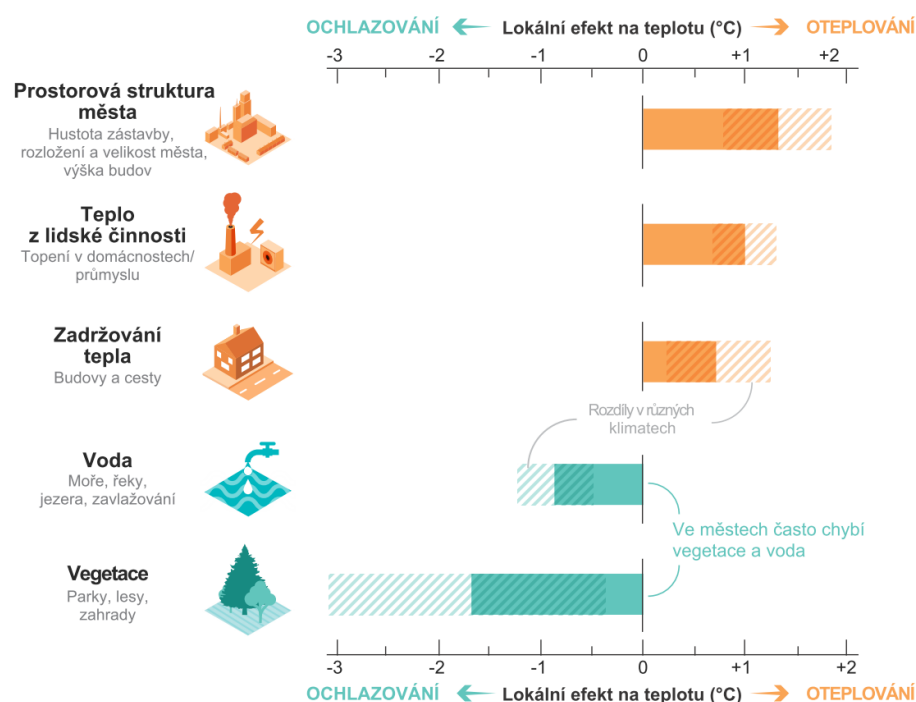 OCHLAZOVÁNÍ Lokální efekt na teplotu (°C) OTEPLOVÁNÍ
-3 -2 -1 0 +1 +2
Prostorová struktura
města
Hustota zástavby,
rozložení a velikost města,
výška budov
Teplo
z lidské činnosti
Topení v domácnostech/
průmyslu
Zadržování
tepla
Budovy a cesty
Rozdíly v různých
klimatech
Voda
Moře, řeky,
jezera, zavlažování
Ve městech často chybí
vegetace a voda
Vegetace
Parky, lesy,
zahrady
-3 -2 -1 0 +1 +2
OCHLAZOVÁNÍ Lokální efekt na teplotu (°C) OTEPLOVÁNÍ